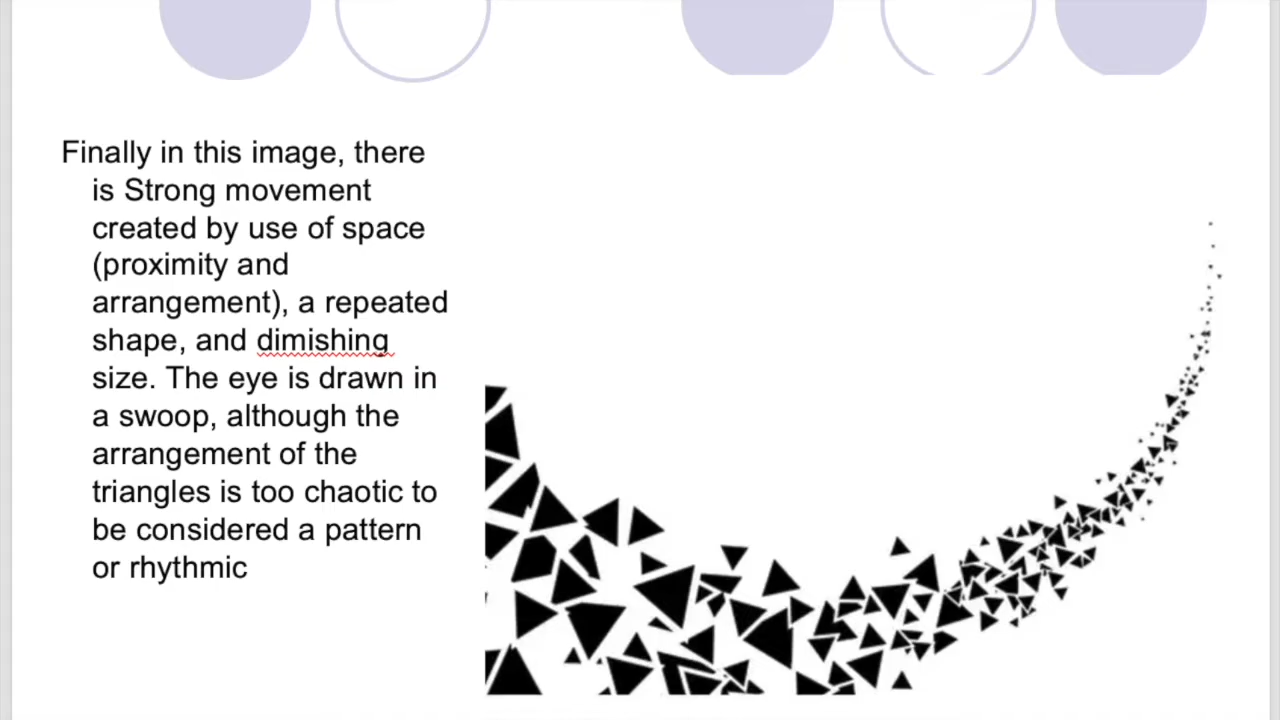 Finally in this image, there
is Strong movement
created by use of space
(proximity and
arrangement), a repeated
shape, and dimishing
size. The eye is drawn in
a swoop, although the
arrangement of the
triangles is too chaotic to
be considered a pattern
or rhythmic